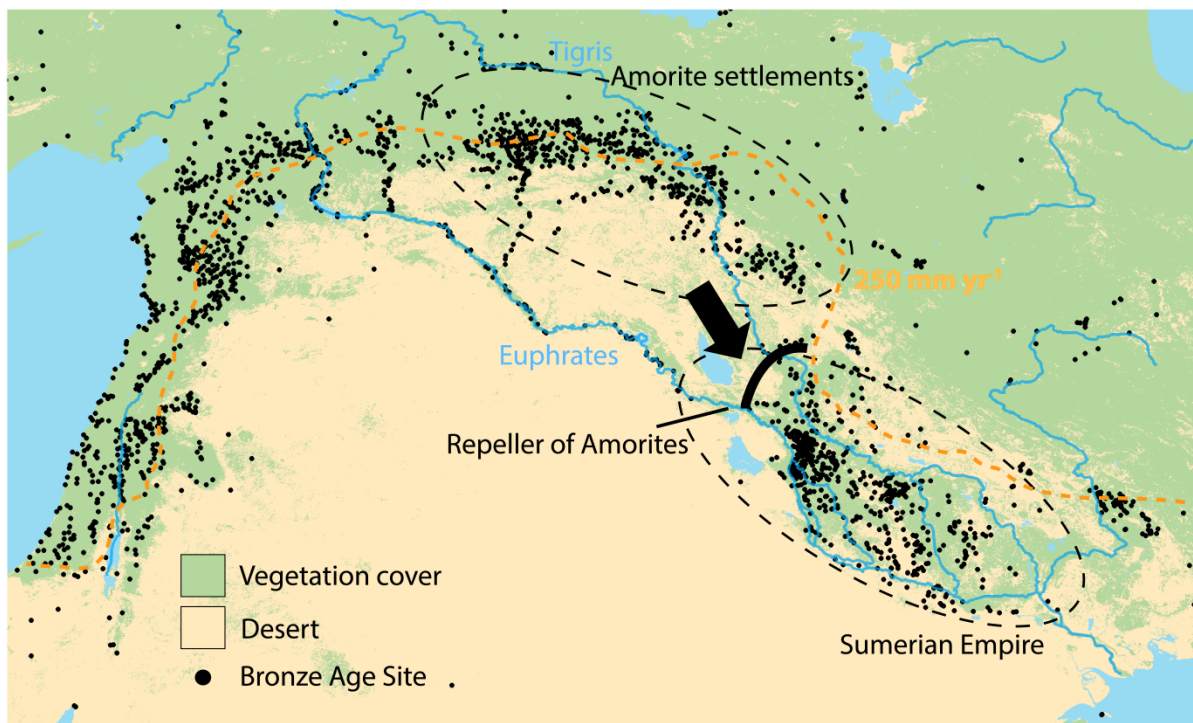 Tigris
Amorite settlements
250 mm yr⁻¹
Euphrates
Repeller of Amorites
Vegetation cover
Desert
Sumerian Empire
Bronze Age Site